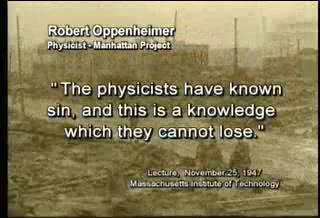 Robert Oppenheimer
Physicist - Manhattan Project
"The physicists have known
sin, and this is a knowledge
which they cannot lose."
Lecture, November 25, 1947
Massachusetts Institute of Technology